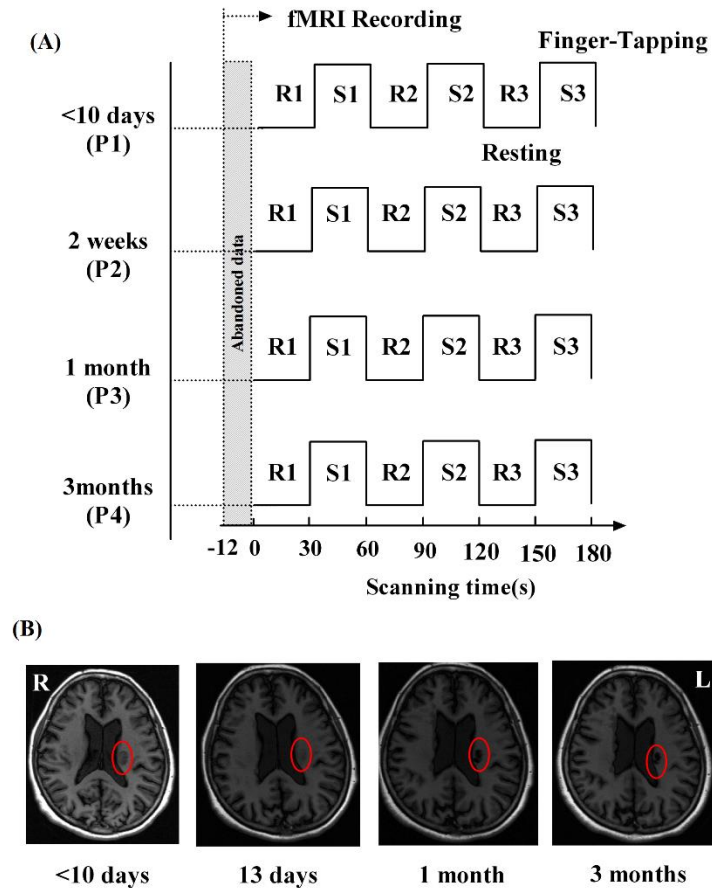 fMRI Recording
(A)
Finger-Tapping
R1 S1 R2 S2 R3 S3
<10 days
(P1)
Resting
R1 S1 R2 S2 R3 S3
2 weeks
(P2)
Abandoned data
R1 S1 R2 S2 R3 S3
1 month
(P3)
R1 S1 R2 S2 R3 S3
3months
(P4)
-12 0 30 60 90 120 150 180
Scanning time(s)
(B)
R
L
<10 days 13 days 1 month 3 months